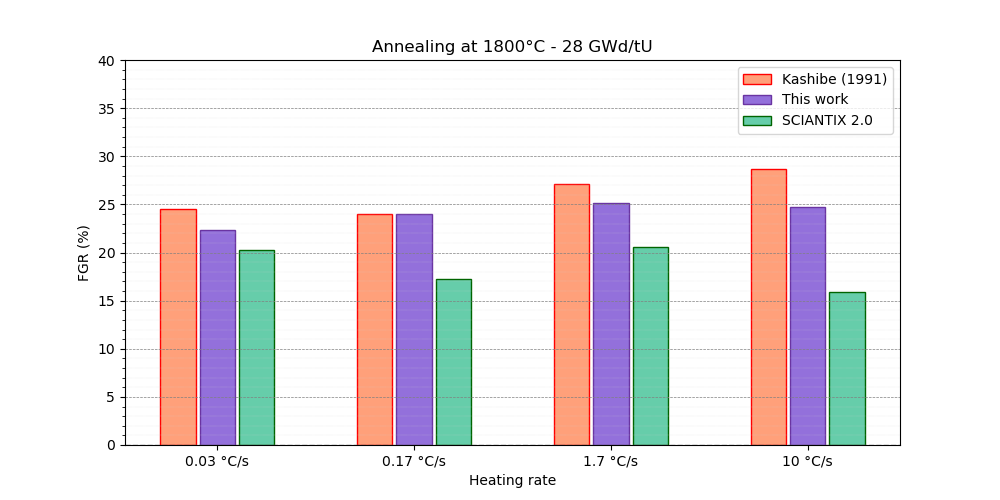 Annealing at 1800°C - 28 GWd/tU
Kashibe (1991)
This work
SCIANTIX 2.0
FGR (%)
40
35
30
25
20
15
10
5
0
0.03 °C/s
0.17 °C/s
1.7 °C/s
10 °C/s
Heating rate